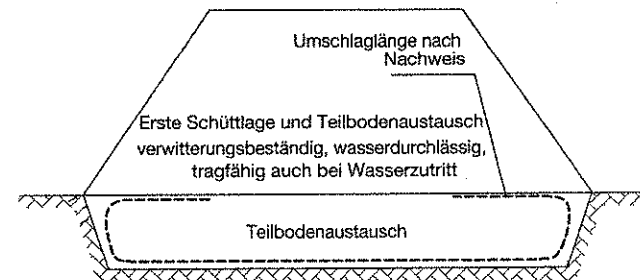 Umschlaglänge nach
Nachweis
Erste Schüttlage und Teilbodenaustausch
verwitterungsbeständig, wasserdurchlässig,
tragfähig auch bei Wasserzutritt
Teilbodenaustausch